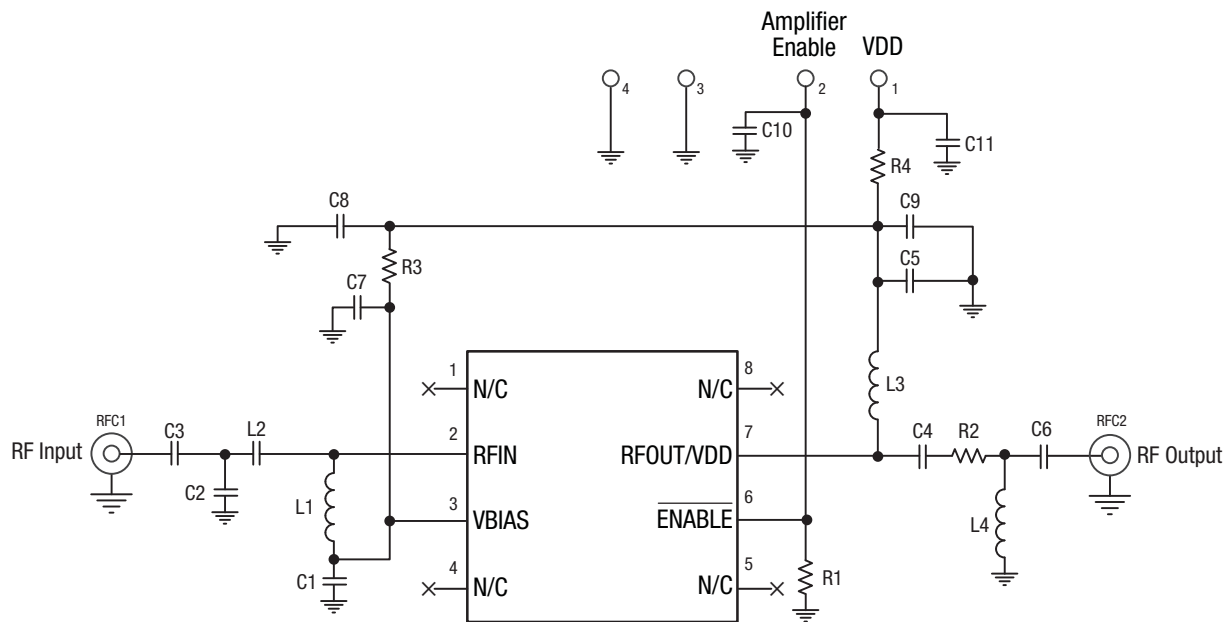 Amplifier
Enable
VDD
4
3
2
1
C10
C11
R4
C8
C9
R3
C5
C7
L3
1
N/C
8
N/C
RFC1
RF Input
C3
L2
2
RFIN
7
RFOUT/VDD
C4
R2
C6
RFC2
RF Output
C2
L1
3
VBIAS
6
ENABLE
L4
C1
4
N/C
5
N/C
R1